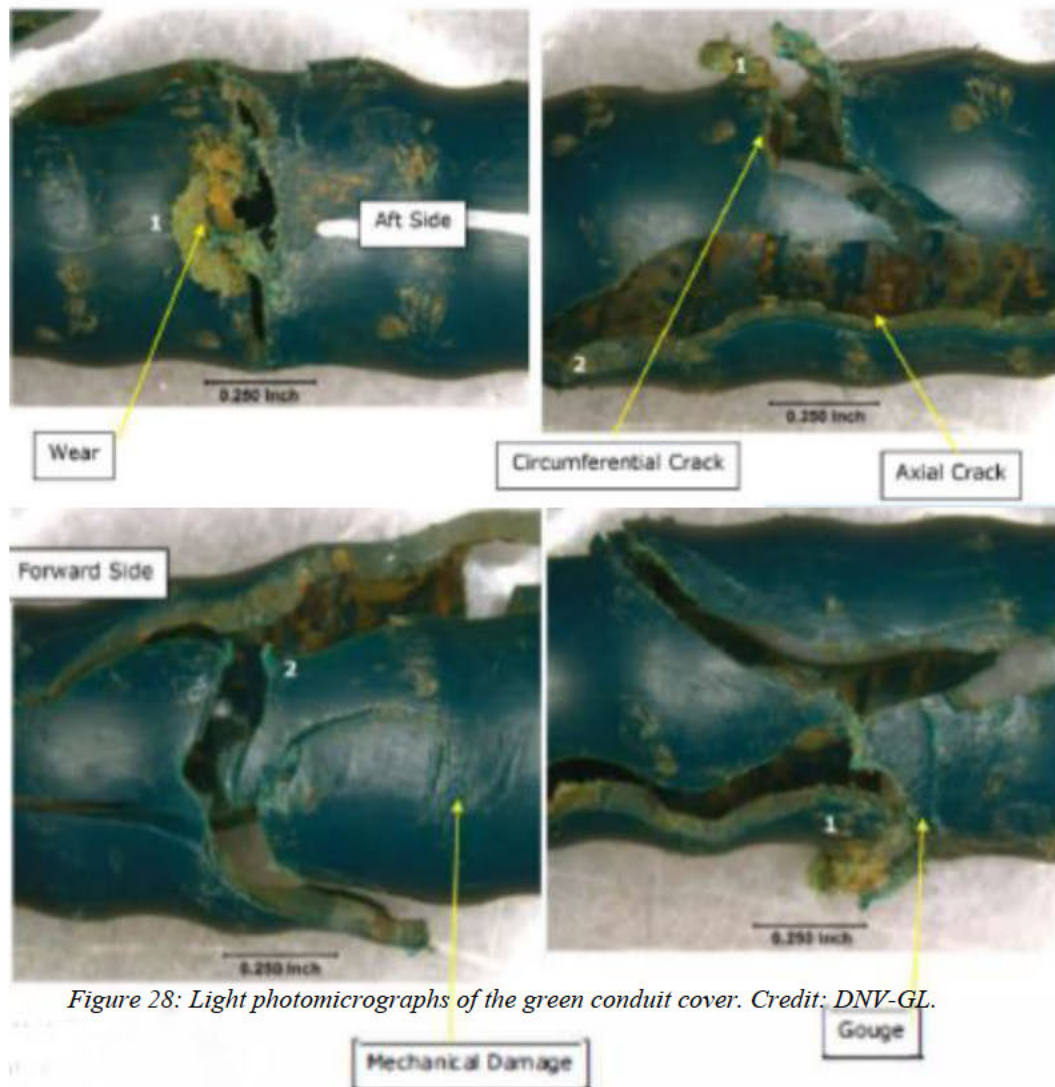 1
Aft Side
0.250 Inch
Wear
1
2
0.250 Inch
Circumferential Crack
Axial Crack
Forward Side
2
0.250 Inch
1
0.250 Inch
Figure 28: Light photomicrographs of the green conduit cover. Credit: DNV-GL.
Mechanical Damage
Gouge